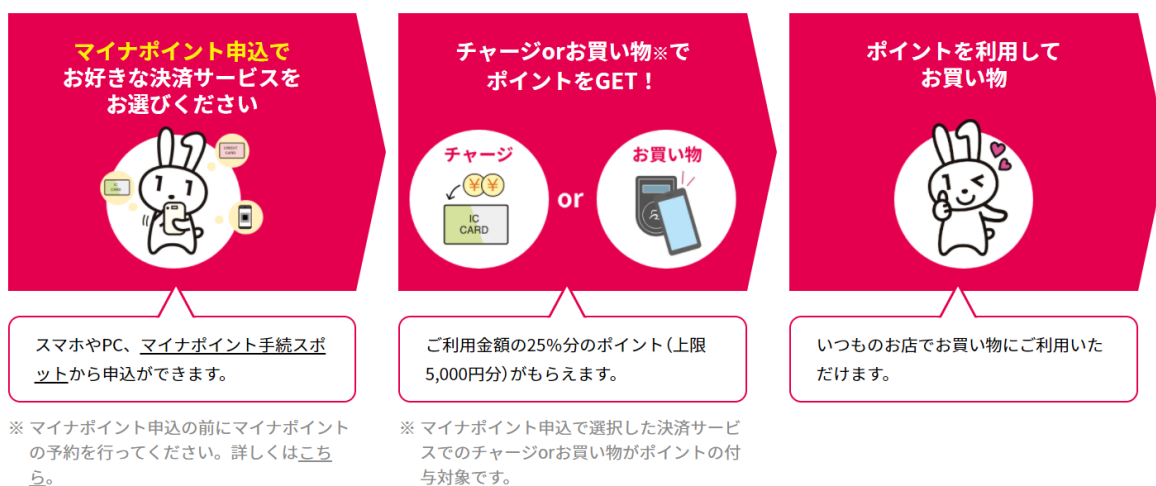 マイナポイント申込で
お好きな決済サービスを
お選びください
CREDIT
CARD
IC
CARD
スマホやPC、マイナポイント手続スポ
ットから申込ができます。
※ マイナポイント申込の前にマイナポイント
の予約を行ってください。詳しくはこち
ら。
チャージorお買い物※で
ポイントをGET！
チャージ
¥¥
IC
CARD
or
お買い物
ご利用金額の25%分のポイント（上限
5,000円分）がもらえます。
※ マイナポイント申込で選択した決済サービ
スでのチャージorお買い物がポイントの付
与対象です。
ポイントを利用して
お買い物
いつものお店でお買い物にご利用いた
だけます。